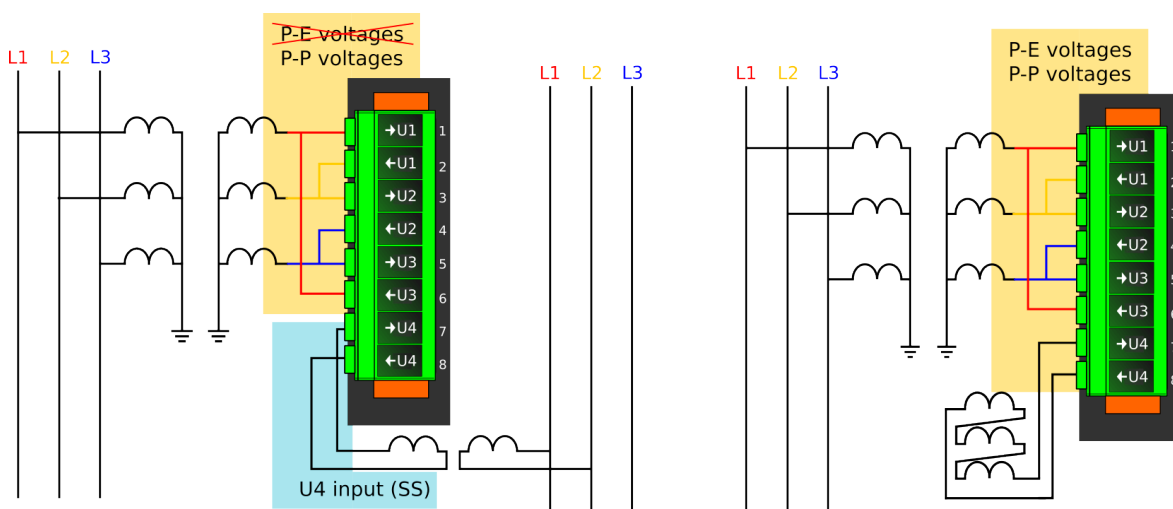 P-E voltages
P-P voltages
L1 L2 L3
→U1 1
←U1 2
→U2 3
←U2 4
→U3 5
←U3 6
→U4 7
←U4 8
U4 input (SS)
L1 L2 L3
L1 L2 L3
P-E voltages
P-P voltages
→U1
←U1
→U2
←U2
→U3
←U3
→U4
←U4